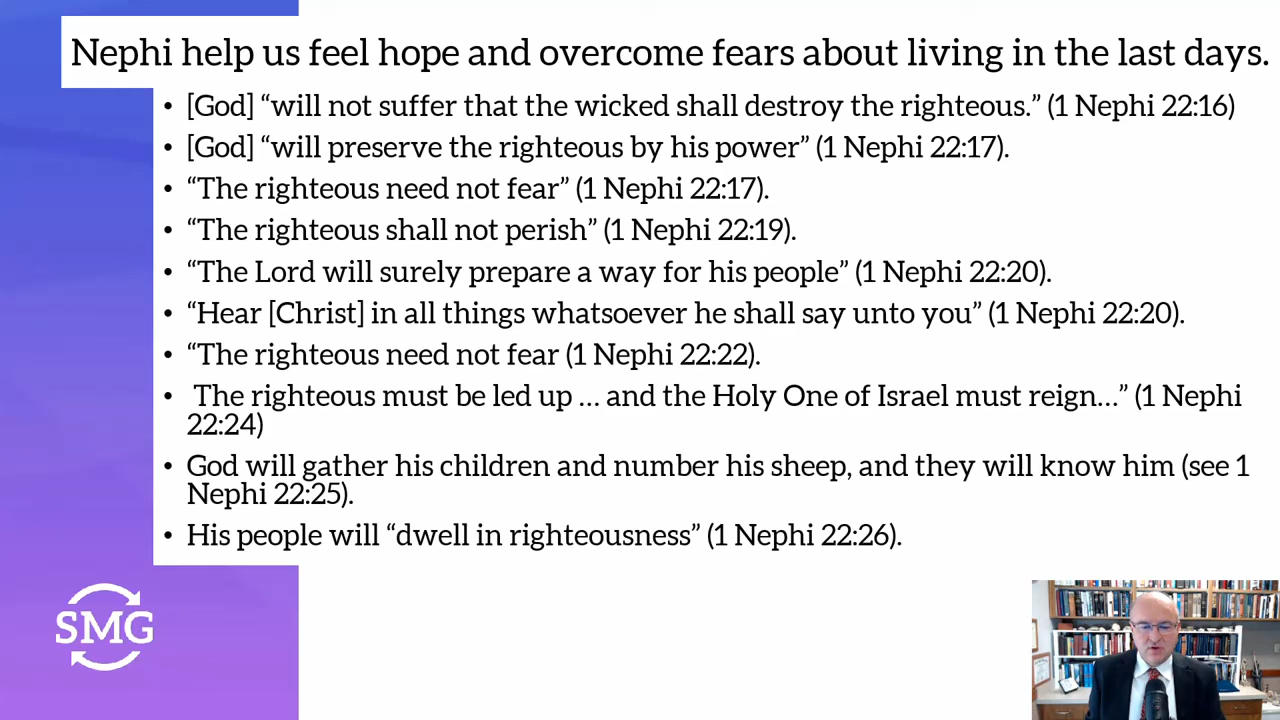 Nephi help us feel hope and overcome fears about living in the last days.
• [God] “will not suffer that the wicked shall destroy the righteous.” (1 Nephi 22:16)
• [God] “will preserve the righteous by his power” (1 Nephi 22:17).
• “The righteous need not fear” (1 Nephi 22:17).
• “The righteous shall not perish” (1 Nephi 22:19).
• “The Lord will surely prepare a way for his people” (1 Nephi 22:20).
• “Hear [Christ] in all things whatsoever he shall say unto you” (1 Nephi 22:20).
• “The righteous need not fear (1 Nephi 22:22).
• The righteous must be led up … and the Holy One of Israel must reign…” (1 Nephi
22:24)
• God will gather his children and number his sheep, and they will know him (see 1
Nephi 22:25).
• His people will “dwell in righteousness” (1 Nephi 22:26).
SMG